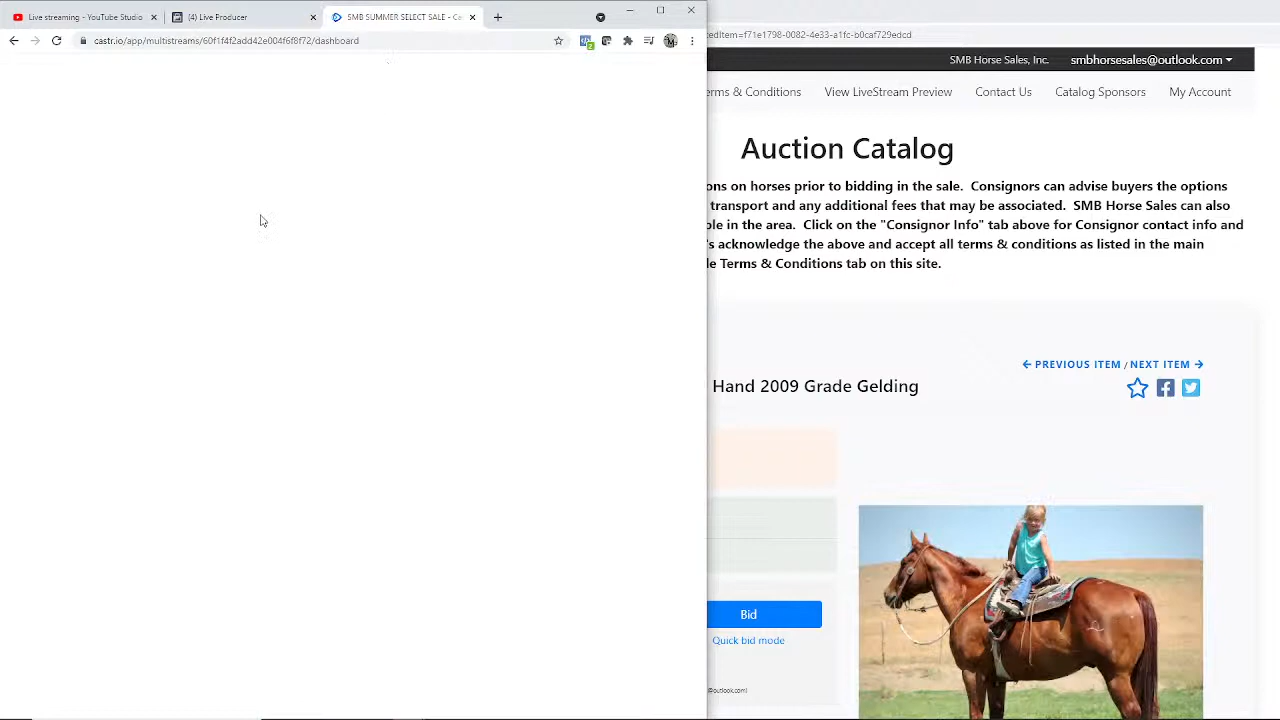 Live streaming - YouTube Studio
(4) Live Producer
SMB SUMMER SELECT SALE - Ca
castr.io/app/multistreams/60f1f4f2add42e004f6f8f72/dashboard
edItem=f71e1798-0082-4e33-a1fc-b0caf729edcd
SMB Horse Sales, Inc.
smbhorsesales@outlook.com
erms & Conditions
View LiveStream Preview
Contact Us
Catalog Sponsors
My Account
Auction Catalog
ons on horses prior to bidding in the sale. Consignors can advise buyers the options
transport and any additional fees that may be associated. SMB Horse Sales can also
ble in the area. Click on the "Consignor Info" tab above for Consignor contact info and
's acknowledge the above and accept all terms & conditions as listed in the main
le Terms & Conditions tab on this site.
PREVIOUS ITEM / NEXT ITEM
Hand 2009 Grade Gelding
Bid
Quick bid mode
@outlook.com)